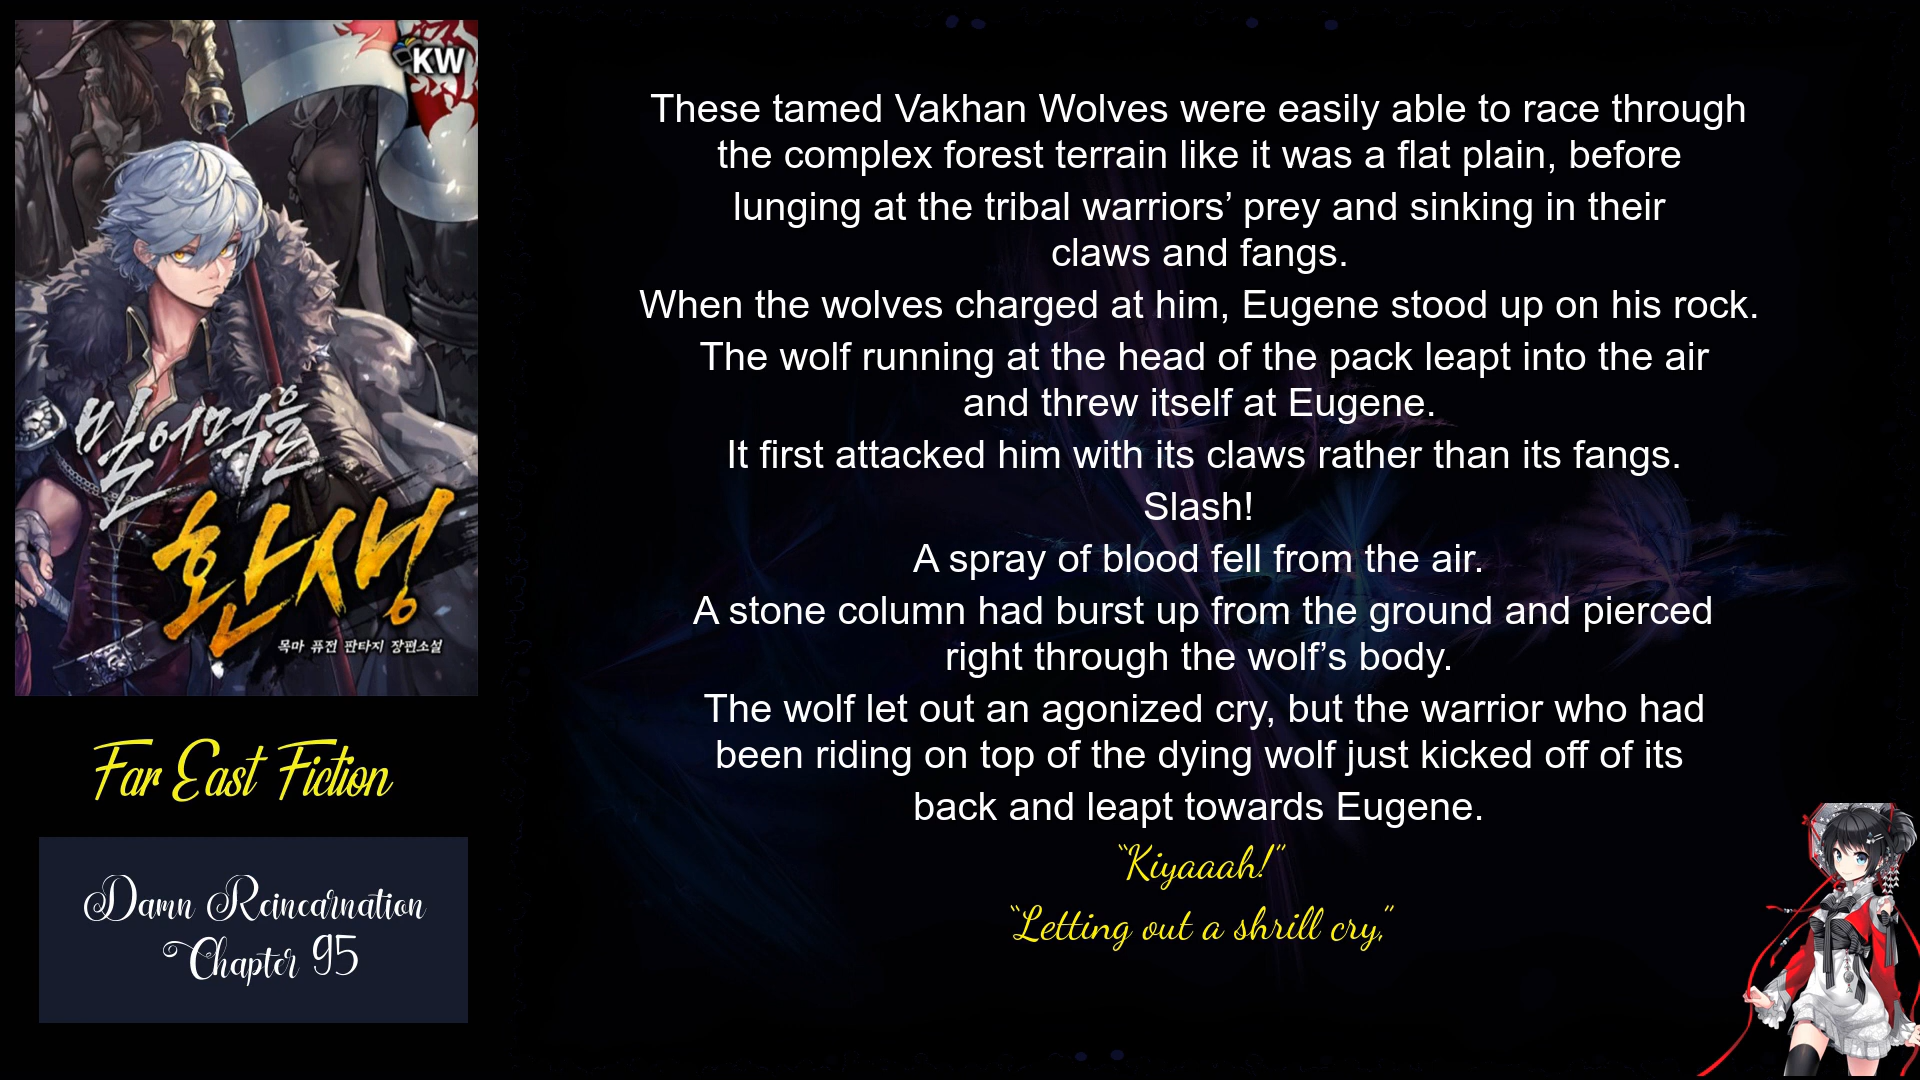 KW
빌어먹을
환생
목마 퓨전 판타지 장편소설
Far East Fiction
Damn Reincarnation
Chapter 95
These tamed Vakhan Wolves were easily able to race through
the complex forest terrain like it was a flat plain, before
lunging at the tribal warriors’ prey and sinking in their
claws and fangs.
When the wolves charged at him, Eugene stood up on his rock.
The wolf running at the head of the pack leapt into the air
and threw itself at Eugene.
It first attacked him with its claws rather than its fangs.
Slash!
A spray of blood fell from the air.
A stone column had burst up from the ground and pierced
right through the wolf’s body.
The wolf let out an agonized cry, but the warrior who had
been riding on top of the dying wolf just kicked off of its
back and leapt towards Eugene.
“Kiyaaah!”
“Letting out a shrill cry,”